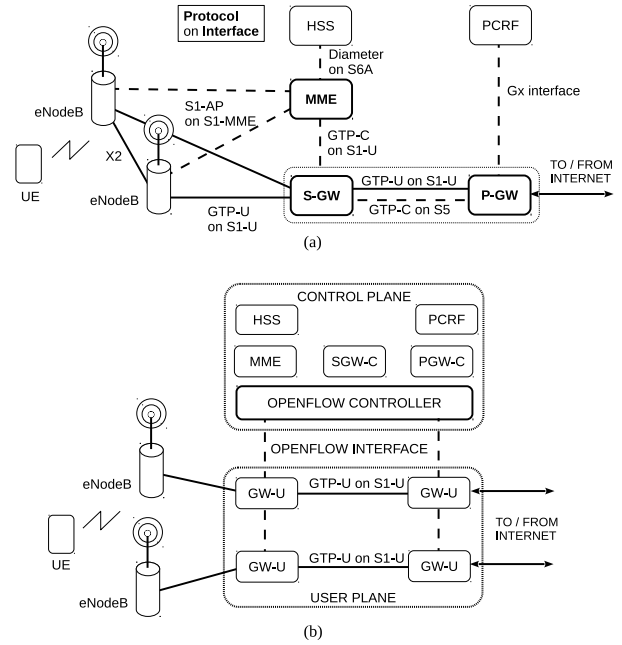 Protocol
on Interface
HSS
PCRF
Diameter
on S6A
MME
Gx interface
S1-AP
on S1-MME
eNodeB
GTP-C
on S1-U
X2
UE
eNodeB
GTP-U
on S1-U
S-GW
GTP-U on S1-U
GTP-C on S5
P-GW
TO / FROM
INTERNET
(a)
CONTROL PLANE
HSS
PCRF
MME
SGW-C
PGW-C
OPENFLOW CONTROLLER
OPENFLOW INTERFACE
eNodeB
GW-U
GTP-U on S1-U
GW-U
UE
TO / FROM
INTERNET
eNodeB
GW-U
GTP-U on S1-U
GW-U
USER PLANE
(b)